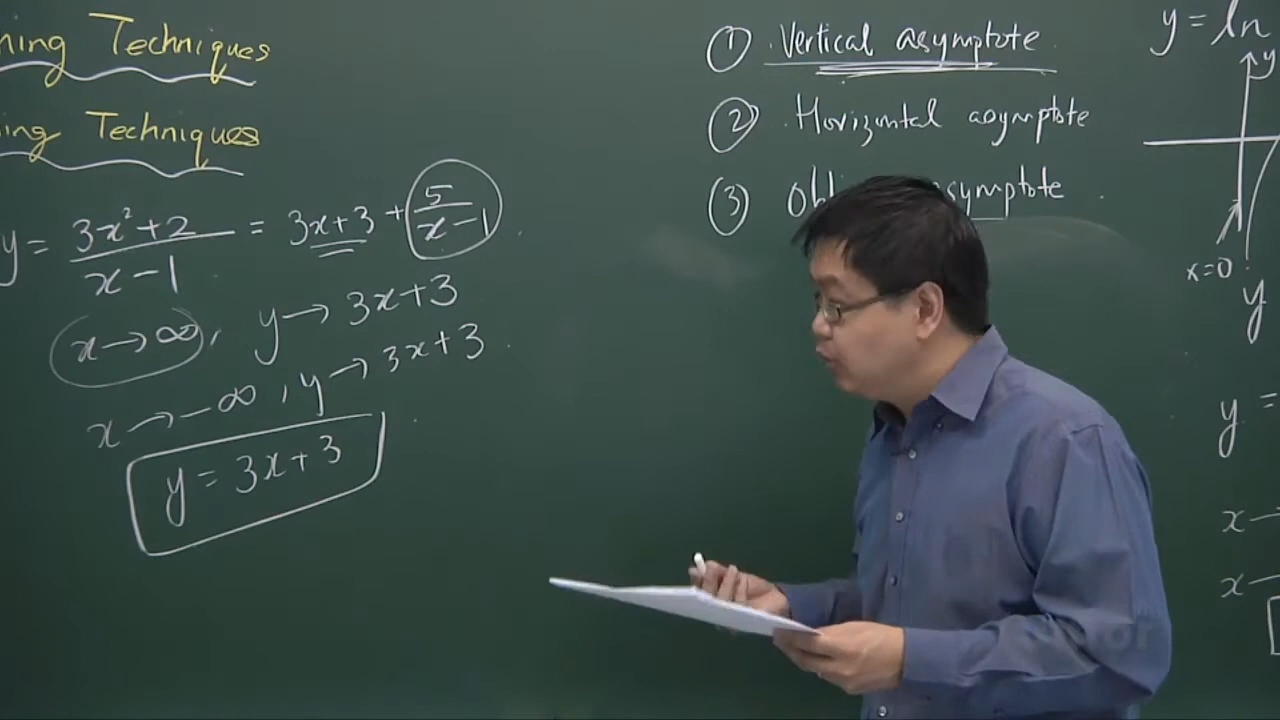 Techniques
Techniques
y = 3x²+2 / x−1 = 3x+3 + 5 / x−1
x → ∞, y → 3x+3
x → −∞, y → 3x+3
y = 3x+3
① Vertical asymptote
② Horizontal asymptote
③ asymptote
y = ln
y
x=0
y
y =
x →
x →